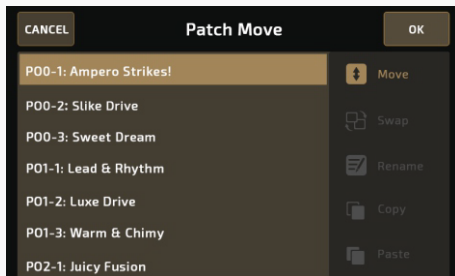 CANCEL
Patch Move
OK
P00-1: Ampero Strikes!
Move
P00-2: Slike Drive
Swap
P00-3: Sweet Dream
P01-1: Lead & Rhythm
Rename
P01-2: Luxe Drive
Copy
P01-3: Warm & Chimy
Paste
P02-1: Juicy Fusion